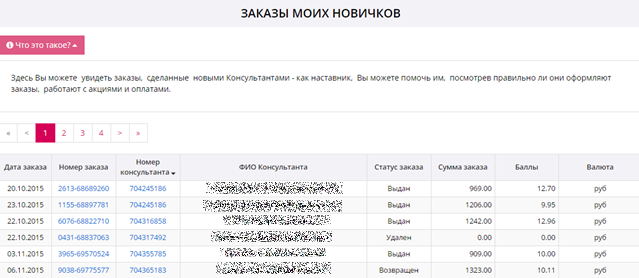 ЗАКАЗЫ МОИХ НОВИЧКОВ
Что это такое?
Здесь Вы можете увидеть заказы, сделанные новыми Консультантами - как наставник, Вы можете помочь им, посмотрев правильно ли они оформляют
заказы, работают с акциями и оплатами.
« < 1 2 3 4 > »
Дата заказа Номер заказа Номер консультанта ФИО Консультанта Статус заказа Сумма заказа Баллы Валюта
20.10.2015 2613-68689260 704245186 Выдан 969.00 12.70 руб
23.10.2015 1155-68897781 704245186 Выдан 1206.00 9.95 руб
22.10.2015 6076-68822710 704316858 Выдан 1242.00 12.96 руб
22.10.2015 0431-68837063 704317492 Удален 0.00 0.00 руб
03.11.2015 3965-69570524 704355785 Выдан 909.00 10.00 руб
06.11.2015 9038-69775577 704365183 Возвращен 1323.00 10.11 руб